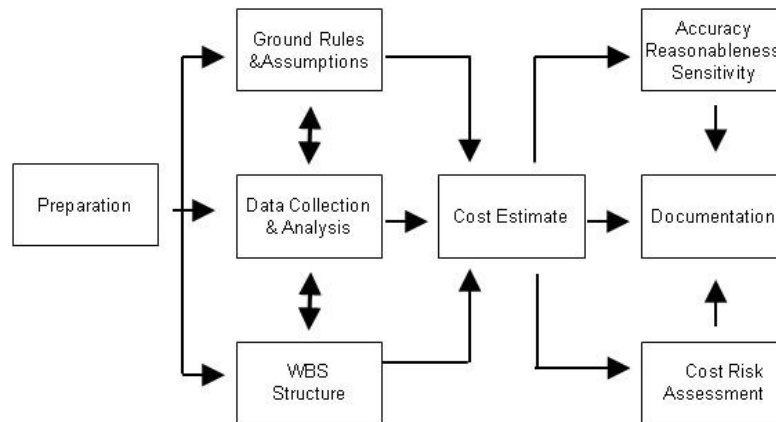 Ground Rules
&Assumptions
Accuracy
Reasonableness
Sensitivity
Preparation
Data Collection
& Analysis
Cost Estimate
Documentation
WBS
Structure
Cost Risk
Assessment